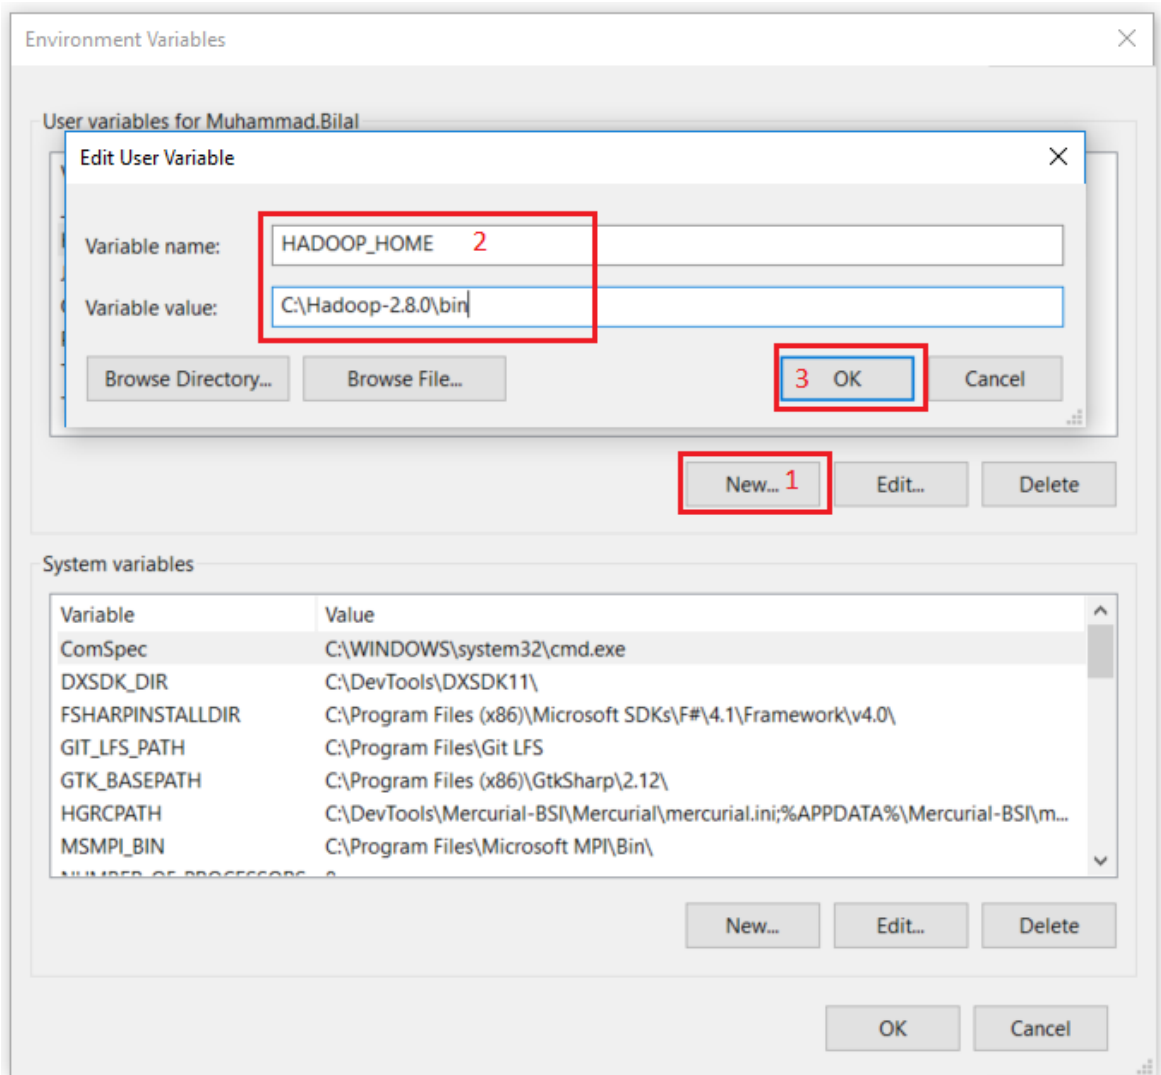 Environment Variables
User variables for Muhammad.Bilal
Edit User Variable
Variable name: HADOOP_HOME 2
Variable value: C:\Hadoop-2.8.0\bin
Browse Directory... Browse File... 3 OK Cancel
New... 1 Edit... Delete
System variables
Variable Value
ComSpec C:\WINDOWS\system32\cmd.exe
DXSDK_DIR C:\DevTools\DXSDK11\
FSHARPINSTALLDIR C:\Program Files (x86)\Microsoft SDKs\F#\4.1\Framework\v4.0\
GIT_LFS_PATH C:\Program Files\Git LFS
GTK_BASEPATH C:\Program Files (x86)\GtkSharp\2.12\
HGRCPATH C:\DevTools\Mercurial-BSI\Mercurial\mercurial.ini;%APPDATA%\Mercurial-BSI\m...
MSMPI_BIN C:\Program Files\Microsoft MPI\Bin\
NUMBER_OF_PROCESSORS
New... Edit... Delete
OK Cancel